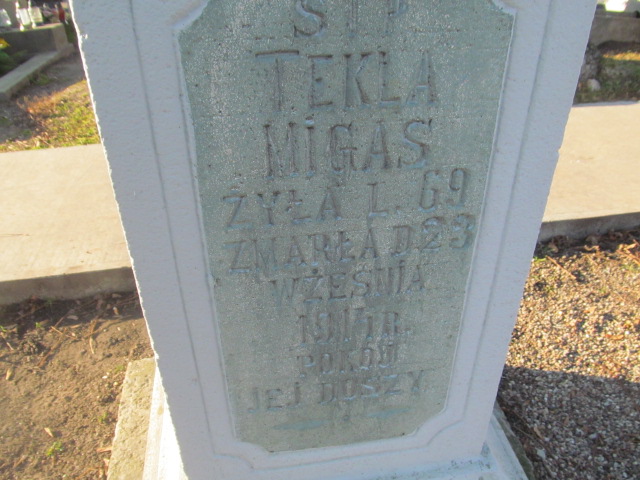 Ś†P
TEKLA
MIGAS
ŻYŁA L. 69
ZMARŁA D. 23
WZEŚNIA
POKÓJ
JEJ DUSZY